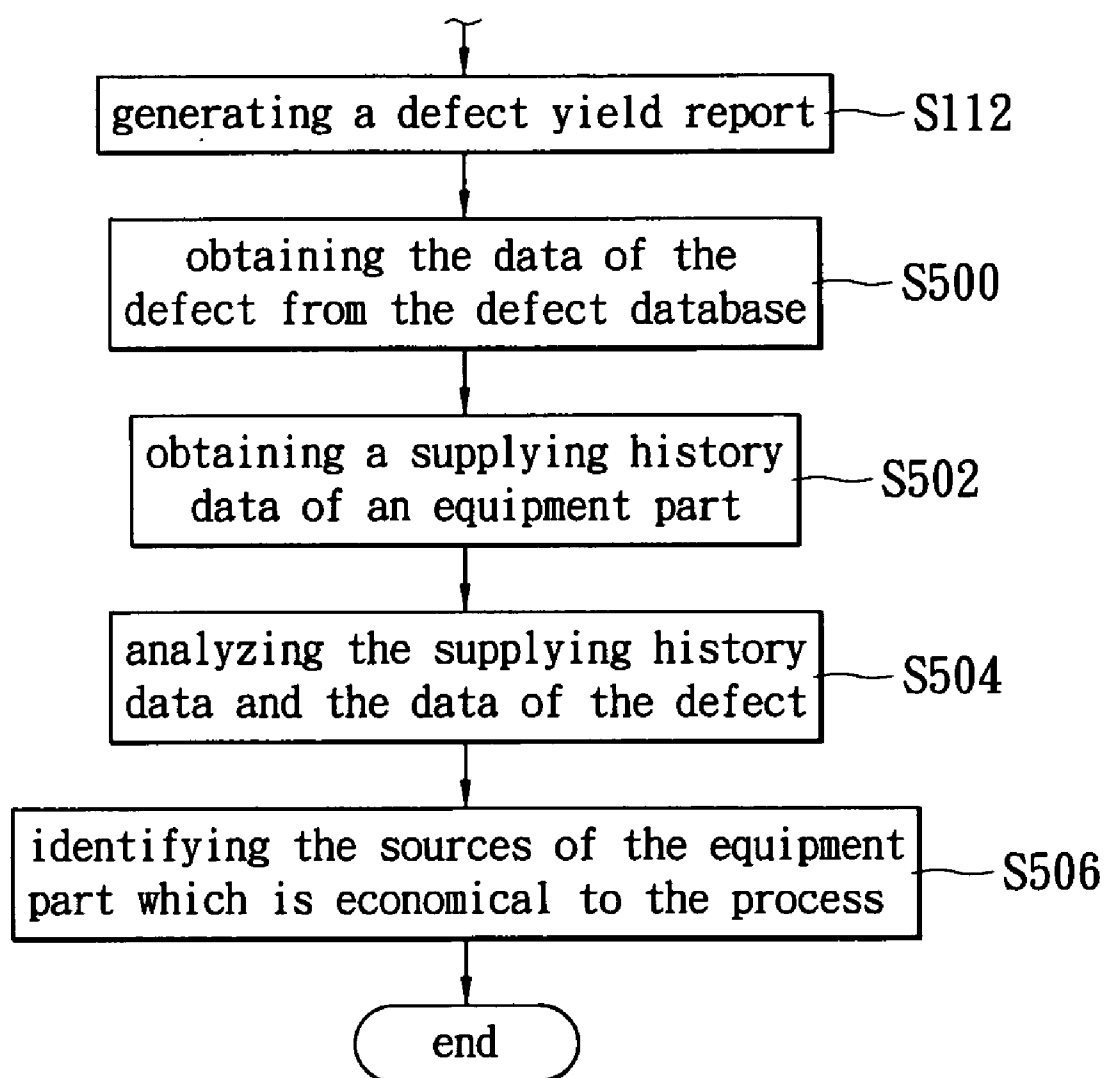 generating a defect yield report
S112
obtaining the data of the
defect from the defect database
S500
obtaining a supplying history
data of an equipment part
S502
analyzing the supplying history
data and the data of the defect
S504
identifying the sources of the equipment
part which is economical to the process
S506
end